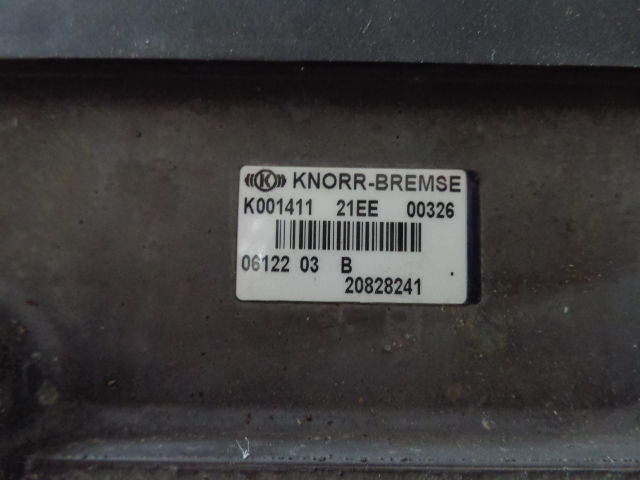 KNORR-BREMSE
K001411 21EE 00326
06122 03 B
20828241